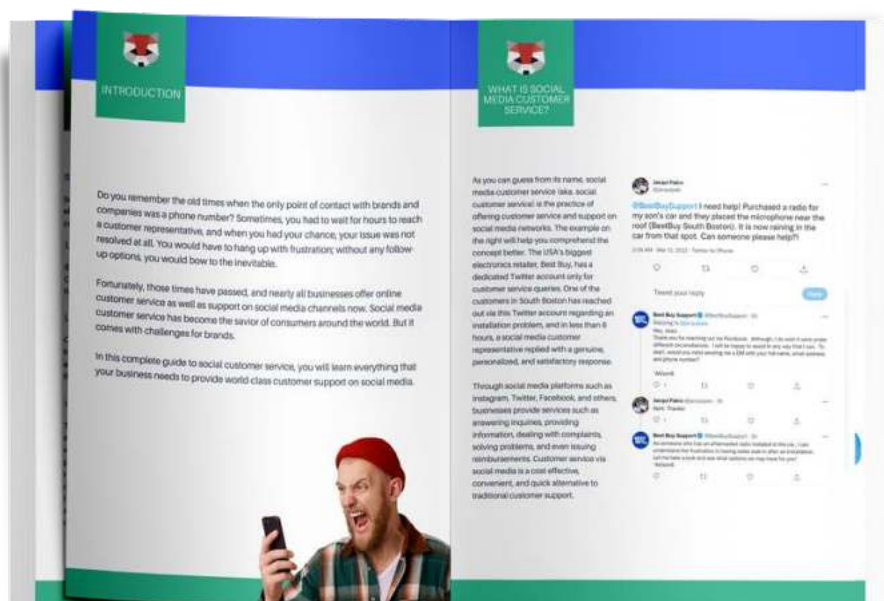 INTRODUCTION
Do you remember the old times when the only point of contact with brands and
companies was a phone number? Sometimes, you had to wait for hours to reach
a customer representative, and when you had your chance, your issue was not
resolved at all. You would have to hang up with frustration; without any follow-
up options, you would bow to the inevitable.
Fortunately, those times have passed, and nearly all businesses offer online
customer service as well as support on social media channels now. Social media
customer service has become the savior of consumers around the world. But it
comes with challenges for brands.
In this complete guide to social customer service, you will learn everything that
your business needs to provide world-class customer support on social media.
WHAT IS SOCIAL
MEDIA CUSTOMER
SERVICE?
As you can guess from its name, social
media customer service (aka. social
customer service) is the practice of
offering customer service and support on
social media networks. The example on
the right will help you comprehend the
concept better. The USA's biggest
electronics retailer, Best Buy, has a
dedicated Twitter account only for
customer service queries. One of the
customers in South Boston has reached
out via this Twitter account regarding an
installation problem, and in less than 6
hours, a social media customer
representative replied with a genuine,
personalized, and satisfactory response.
Through social media platforms such as
Instagram, Twitter, Facebook, and others,
businesses provide services such as
answering inquiries, providing
information, dealing with complaints,
solving problems, and even issuing
reimbursements. Customer service via
social media is a cost effective,
convenient, and quick alternative to
traditional customer support.
@BestBuySupport I need help! Purchased a radio for
my son's car and they placed the microphone near the
roof (BestBuy South Boston). It is now raining in the
car from that spot. Can someone please help?!
Tweet your reply
Reply
Best Buy Support @BestBuySupport
Best Buy Support @BestBuySupport